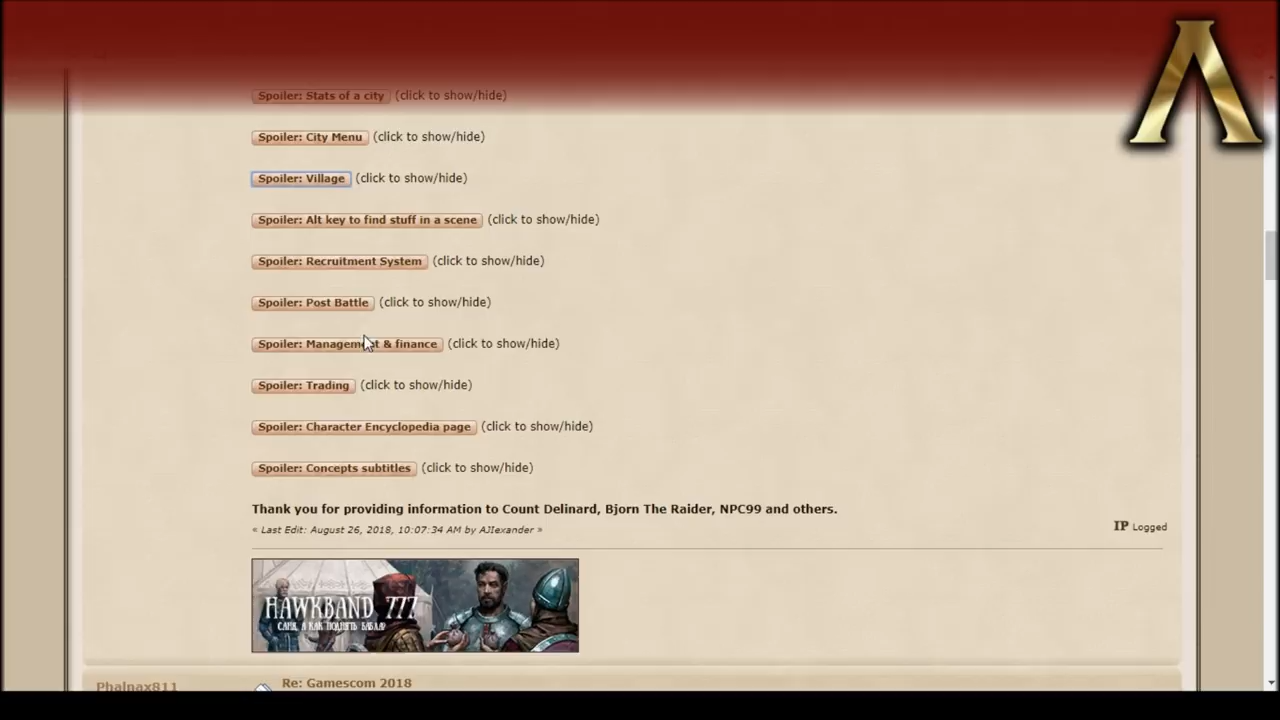 Spoiler: Stats of a city (click to show/hide)
Spoiler: City Menu (click to show/hide)
Spoiler: Village (click to show/hide)
Spoiler: Alt key to find stuff in a scene (click to show/hide)
Spoiler: Recruitment System (click to show/hide)
Spoiler: Post Battle (click to show/hide)
Spoiler: Management & finance (click to show/hide)
Spoiler: Trading (click to show/hide)
Spoiler: Character Encyclopedia page (click to show/hide)
Spoiler: Concepts subtitles (click to show/hide)
Thank you for providing information to Count Delinard, Bjorn The Raider, NPC99 and others.
« Last Edit: August 26, 2018, 10:07:34 AM by AJIexander »
IP Logged
HAWKBAND 777
САНЯ, А КАК ПОДНЯТЬ БАБЛА?
Phalnax811
Re: Gamescom 2018